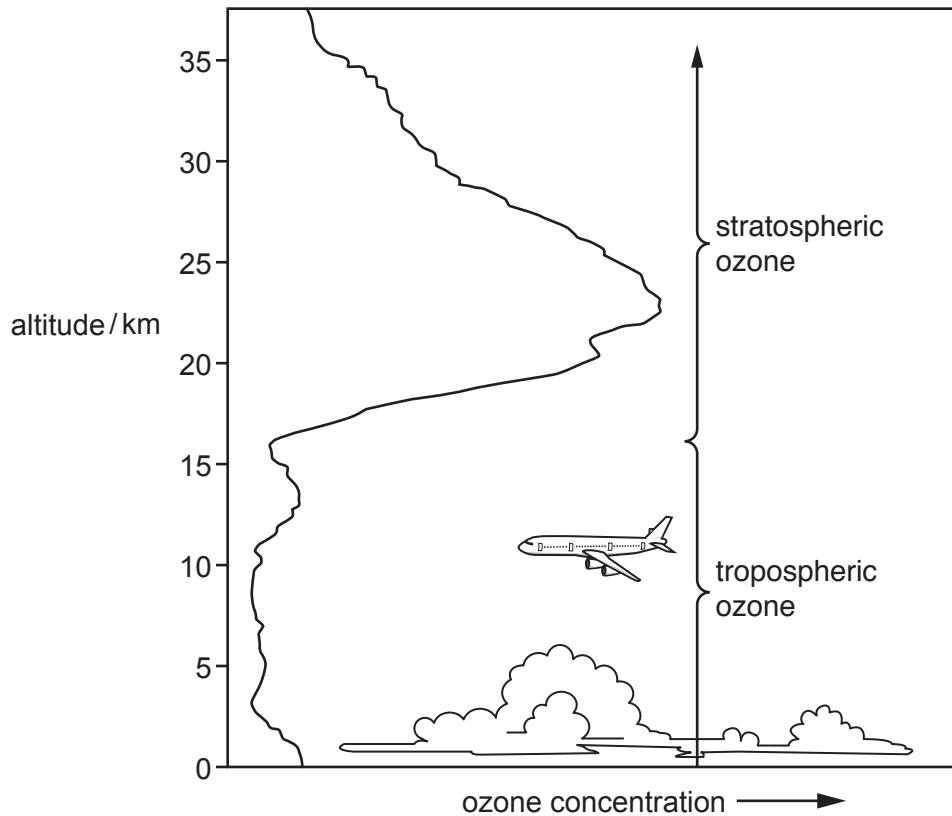 35
30
stratospheric
ozone
25
altitude / km
20
15
10
tropospheric
ozone
5
0
ozone concentration